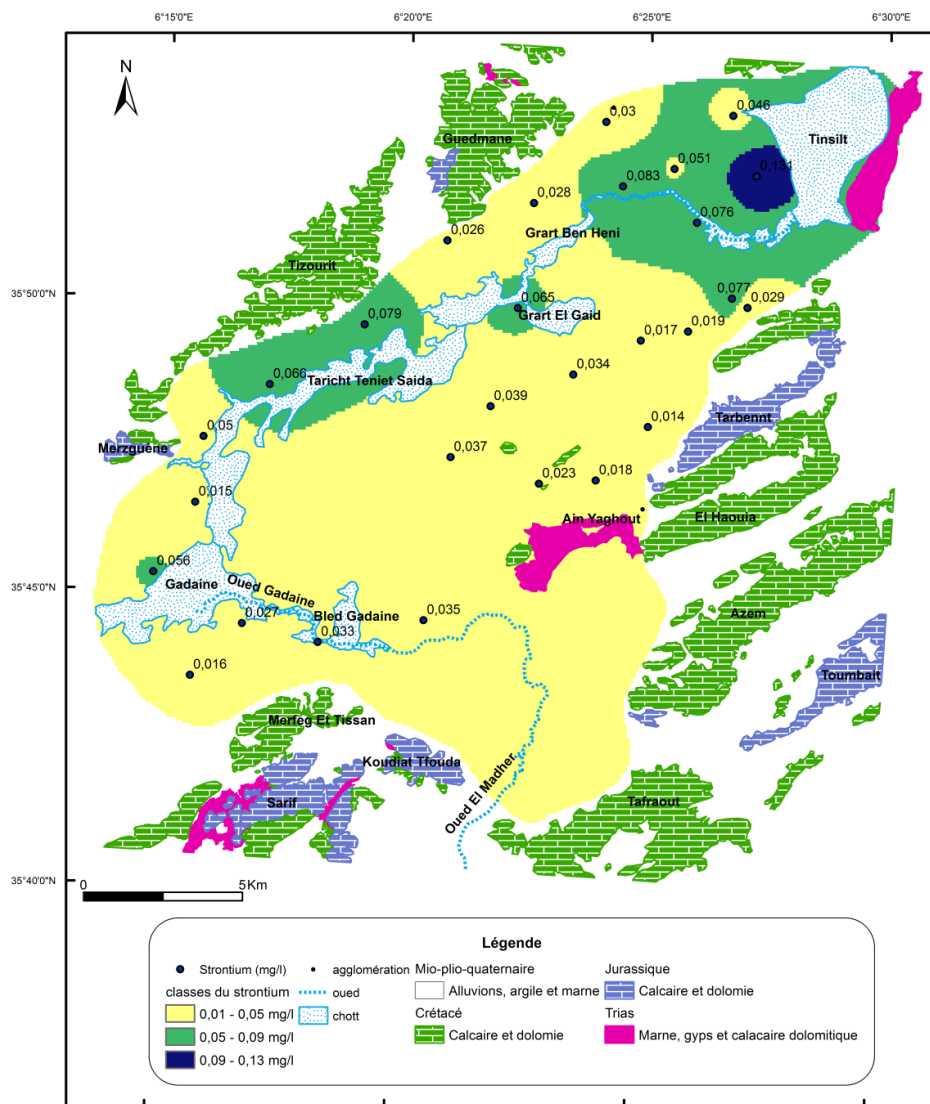 6°15'0"E
6°20'0"E
6°25'0"E
6°30'0"E
N
0,03
0,046
Guedmane
Tinsilt
0,051
0,131
0,083
0,028
0,076
0,026
Grart Ben Heni
Tizourit
35°50'0"N
0,077
0,029
0,065
0,079
Grart El Gaid
0,017
0,019
0,034
0,066
Taricht Teniet Saida
0,039
0,014
Tarbennt
0,05
Merzguène
0,037
0,023
0,018
0,015
Ain Yaghout
El Haouia
0,056
35°45'0"N
Gadaine
Oued Gadaine
0,027
Bled Gadaine
0,035
Azem
0,033
0,016
Toumbait
Merfeg Et Tissan
Koudiat Tfouda
Oued El Madher
Sarif
Tafraout
35°40'0"N
0
5Km
Légende
Strontium (mg/l)
agglomération
Mio-plio-quaternaire
Jurassique
classes du strontium
oued
Alluvions, argile et marne
Calcaire et dolomie
0,01 - 0,05 mg/l
chott
Crétacé
Trias
0,05 - 0,09 mg/l
Calcaire et dolomie
Marne, gyps et calacaire dolomitique
0,09 - 0,13 mg/l